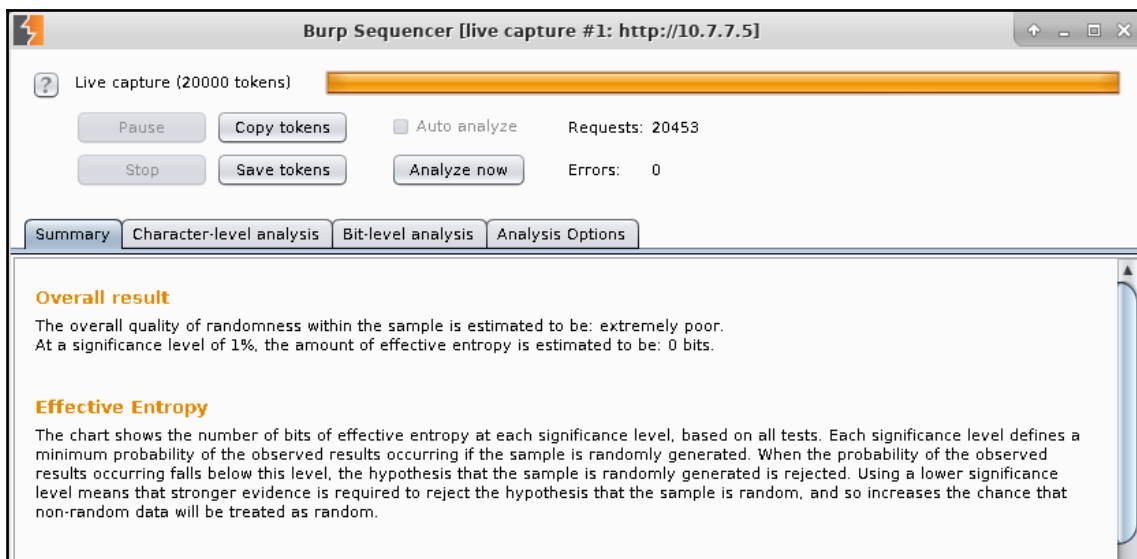 Burp Sequencer [live capture #1: http://10.7.7.5]
? Live capture (20000 tokens)
Pause Copy tokens Auto analyze Requests: 20453
Stop Save tokens Analyze now Errors: 0
Summary Character-level analysis Bit-level analysis Analysis Options
Overall result
The overall quality of randomness within the sample is estimated to be: extremely poor.
At a significance level of 1%, the amount of effective entropy is estimated to be: 0 bits.
Effective Entropy
The chart shows the number of bits of effective entropy at each significance level, based on all tests. Each significance level defines a
minimum probability of the observed results occurring if the sample is randomly generated. When the probability of the observed
results occurring falls below this level, the hypothesis that the sample is randomly generated is rejected. Using a lower significance
level means that stronger evidence is required to reject the hypothesis that the sample is random, and so increases the chance that
non-random data will be treated as random.